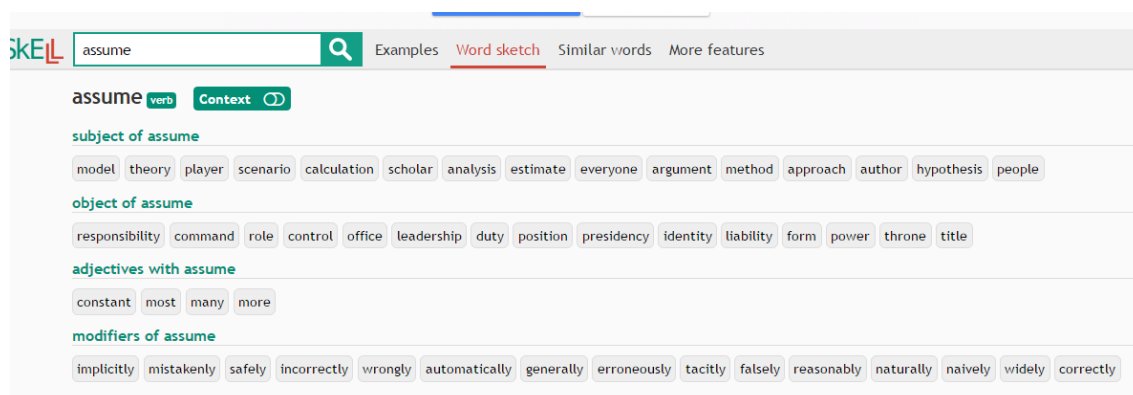 SkELL assume Examples Word sketch Similar words More features
assume verb Context
subject of assume
model theory player scenario calculation scholar analysis estimate everyone argument method approach author hypothesis people
object of assume
responsibility command role control office leadership duty position presidency identity liability form power throne title
adjectives with assume
constant most many more
modifiers of assume
implicitly mistakenly safely incorrectly wrongly automatically generally erroneously tacitly falsely reasonably naturally naively widely correctly